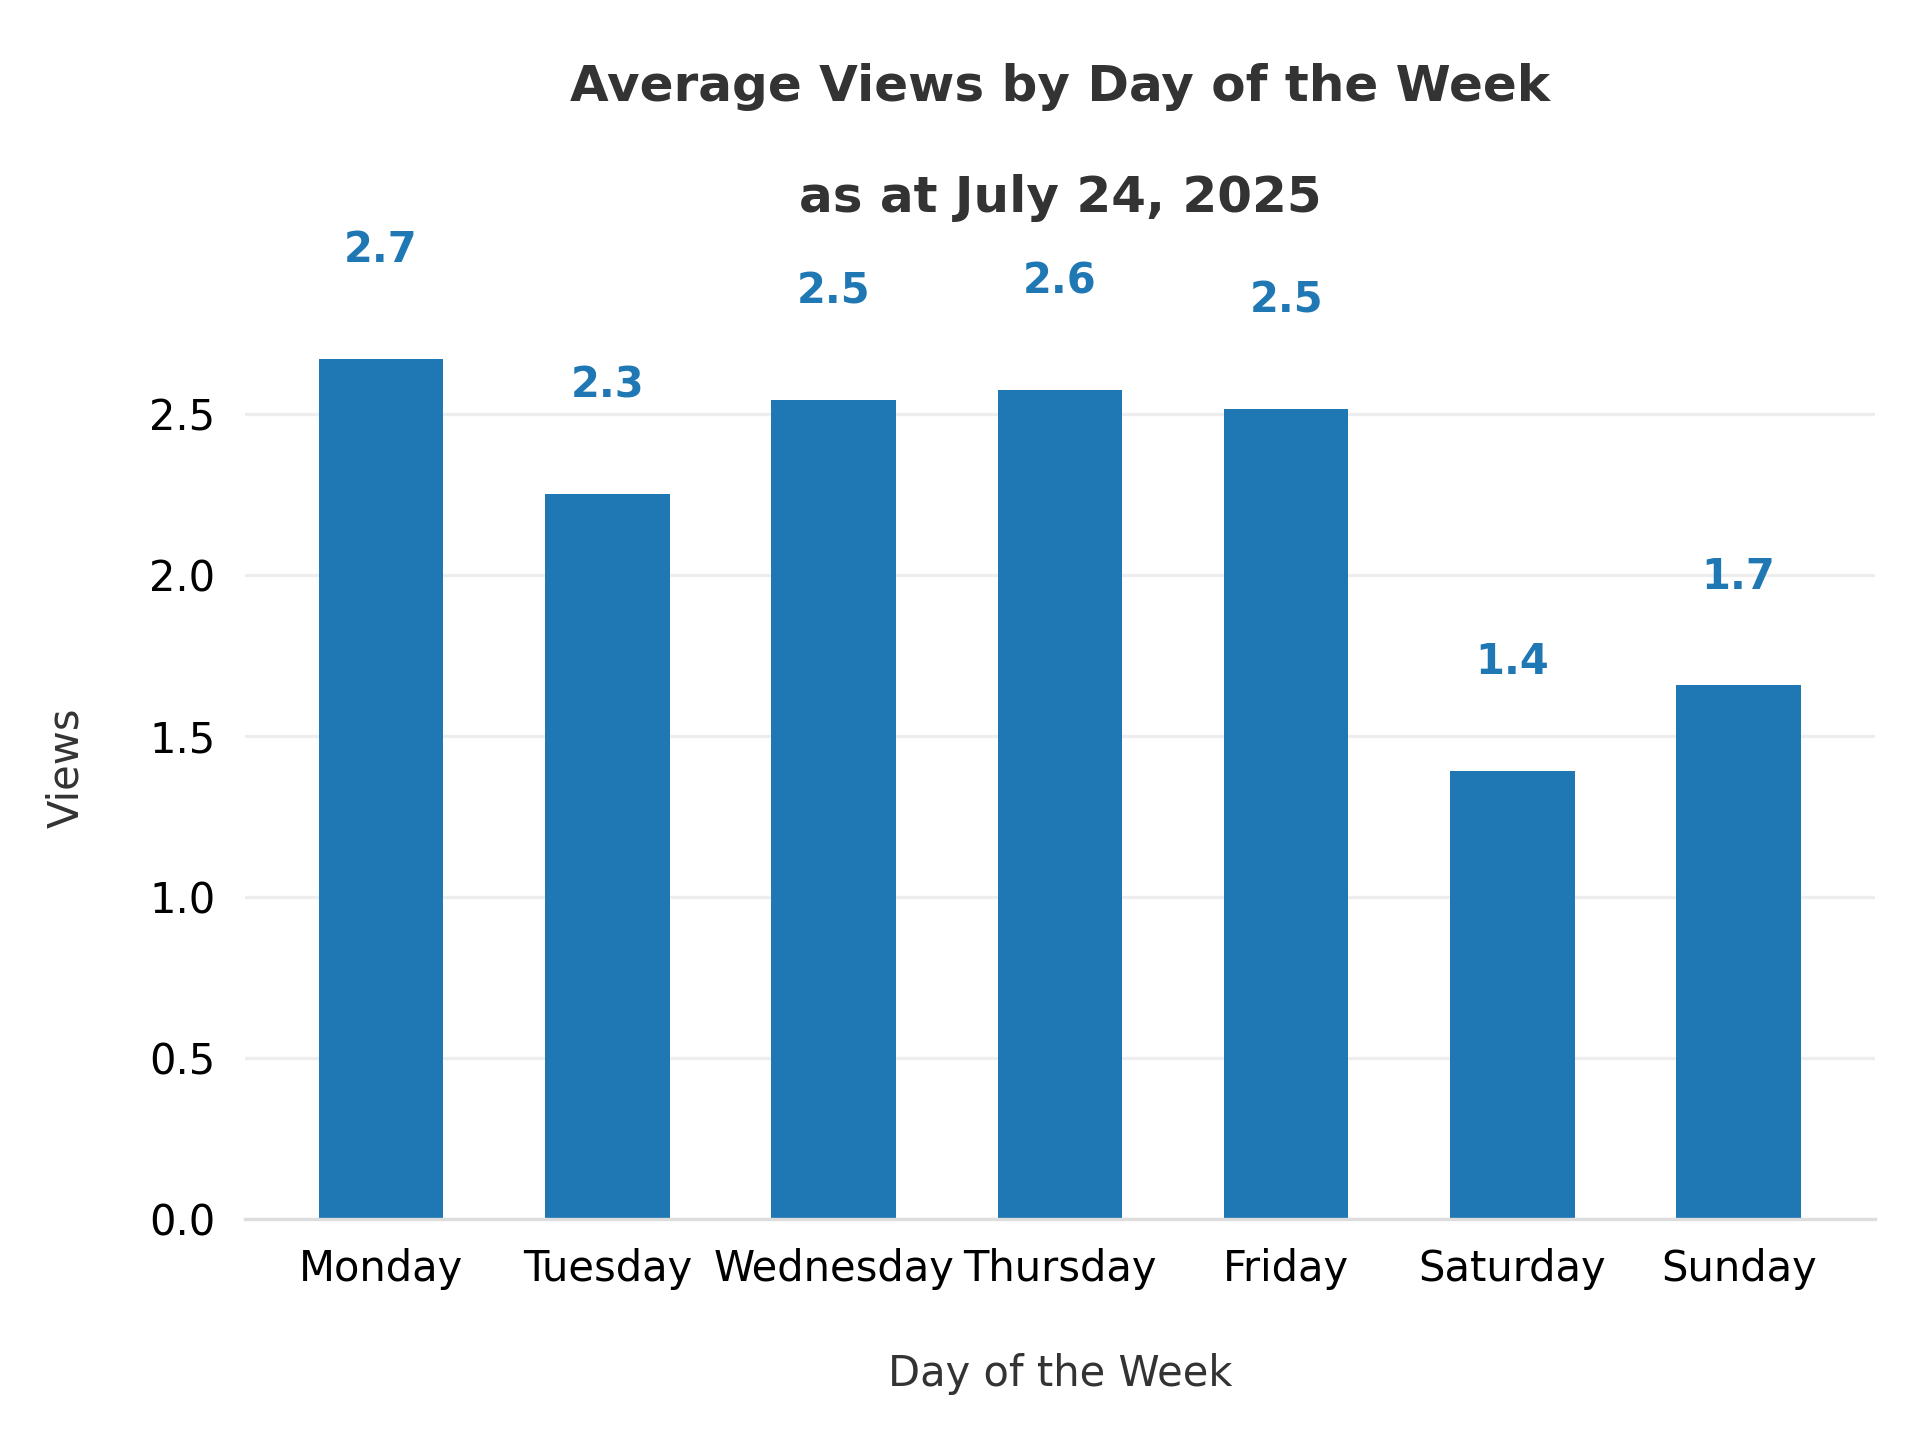 Average Views by Day of the Week
as at July 24, 2025
2.7
2.3
2.5
2.6
2.5
1.4
1.7
2.5
2.0
1.5
1.0
0.5
0.0
Views
Monday Tuesday Wednesday Thursday Friday Saturday Sunday
Day of the Week